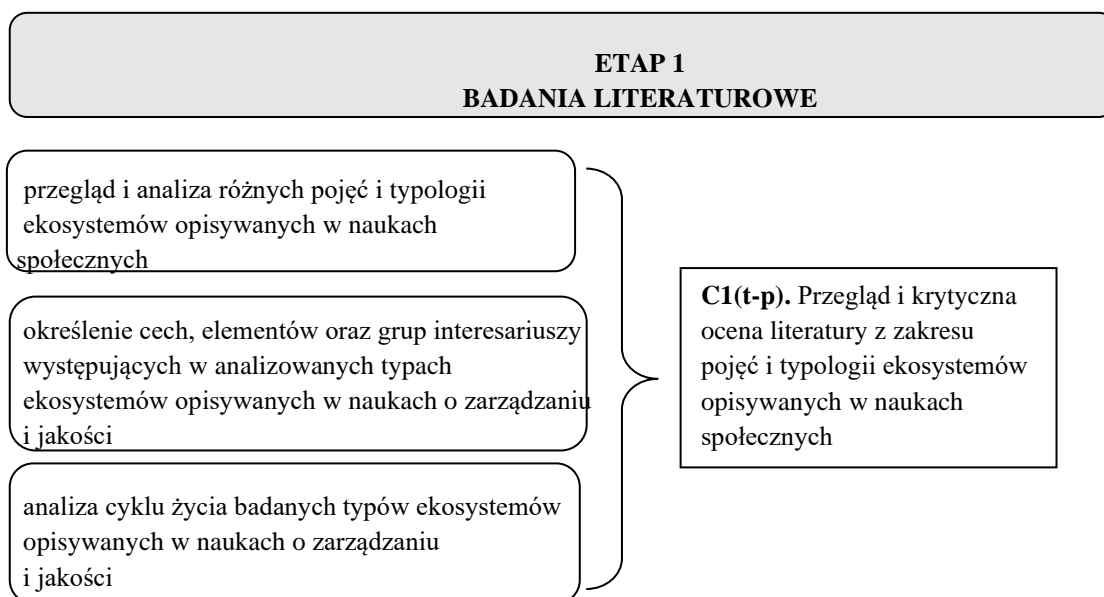 ETAP 1
BADANIA LITERATUROWE
przegląd i analiza różnych pojęć i typologii
ekosystemów opisywanych w naukach
społecznych
określenie cech, elementów oraz grup interesariuszy
występujących w analizowanych typach
ekosystemów opisywanych w naukach o zarządzaniu
i jakości
analiza cyklu życia badanych typów ekosystemów
opisywanych w naukach o zarządzaniu
i jakości
C1(t-p). Przegląd i krytyczna
ocena literatury z zakresu
pojęć i typologii ekosystemów
opisywanych w naukach
społecznych